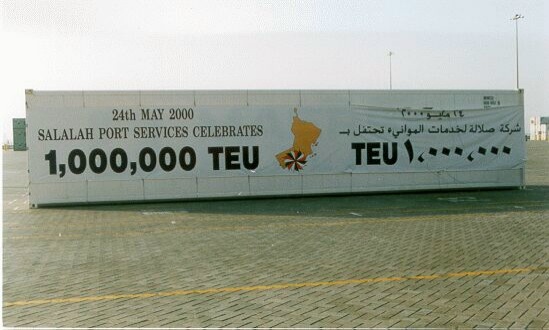 24th MAY 2000
SALALAH PORT SERVICES CELEBRATES
1,000,000 TEU
٢٤ مايو ٢٠٠٠
شركة صلالة لخدمات الموانيء تحتفل بـ
TEU ١,٠٠٠,٠٠٠